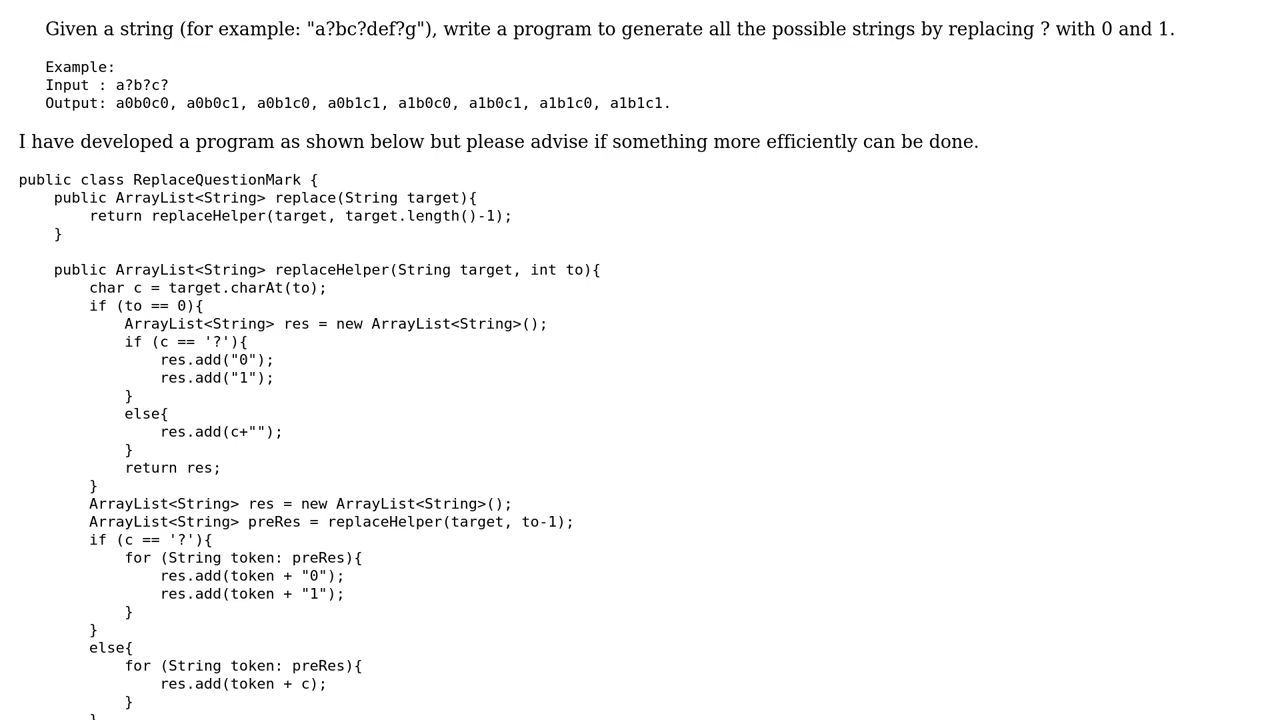 Given a string (for example: "a?bc?def?g"), write a program to generate all the possible strings by replacing ? with 0 and 1.
Example:
Input : a?b?c?
Output: a0b0c0, a0b0c1, a0b1c0, a0b1c1, a1b0c0, a1b0c1, a1b1c0, a1b1c1.
I have developed a program as shown below but please advise if something more efficiently can be done.
public class ReplaceQuestionMark {
    public ArrayList<String> replace(String target){
        return replaceHelper(target, target.length()-1);
    }

    public ArrayList<String> replaceHelper(String target, int to){
        char c = target.charAt(to);
        if (to == 0){
            ArrayList<String> res = new ArrayList<String>();
            if (c == '?'){
                res.add("0");
                res.add("1");
            }
            else{
                res.add(c+"");
            }
            return res;
        }
        ArrayList<String> res = new ArrayList<String>();
        ArrayList<String> preRes = replaceHelper(target, to-1);
        if (c == '?'){
            for (String token: preRes){
                res.add(token + "0");
                res.add(token + "1");
            }
        }
        else{
            for (String token: preRes){
                res.add(token + c);
            }
        }